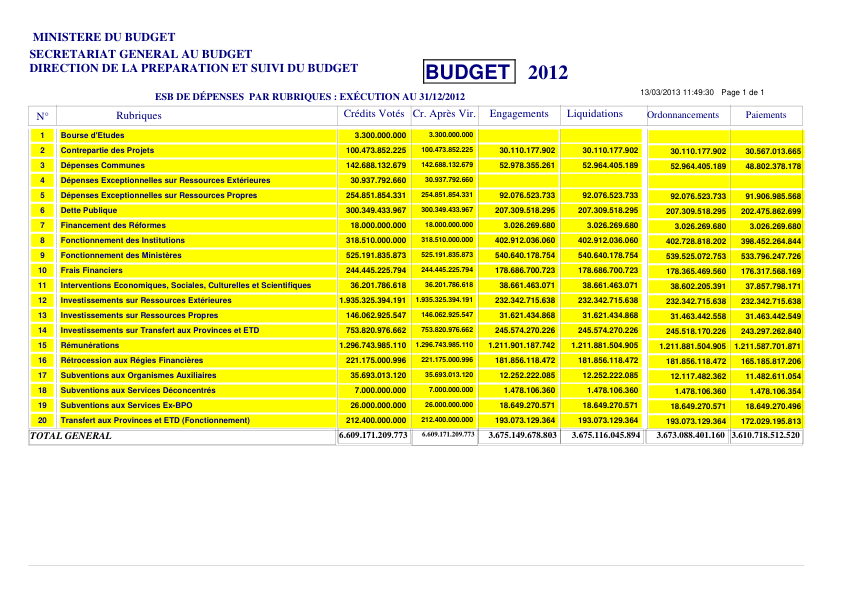 MINISTERE DU BUDGET
SECRETARIAT GENERAL AU BUDGET
DIRECTION DE LA PREPARATION ET SUIVI DU BUDGET
BUDGET 2012
13/03/2013 11:49:30 Page 1 de 1
ESB DE DÉPENSES PAR RUBRIQUES : EXÉCUTION AU 31/12/2012
N° Rubriques Crédits Votés Cr. Après Vir. Engagements Liquidations Ordonnancements Paiements
1 Bourse d'Etudes 3.300.000.000 3.300.000.000
2 Contrepartie des Projets 100.473.852.225 100.473.852.225 30.110.177.902 30.110.177.902 30.110.177.902 30.567.013.665
3 Dépenses Communes 142.688.132.679 142.688.132.679 52.978.355.261 52.964.405.189 52.964.405.189 48.802.378.178
4 Dépenses Exceptionnelles sur Ressources Extérieures 30.937.792.660 30.937.792.660
5 Dépenses Exceptionnelles sur Ressources Propres 254.851.854.331 254.851.854.331 92.076.523.733 92.076.523.733 92.076.523.733 91.906.985.568
6 Dette Publique 300.349.433.967 300.349.433.967 207.309.518.295 207.309.518.295 207.309.518.295 202.475.862.699
7 Financement des Réformes 18.000.000.000 18.000.000.000 3.026.269.680 3.026.269.680 3.026.269.680 3.026.269.680
8 Fonctionnement des Institutions 318.510.000.000 318.510.000.000 402.912.036.060 402.912.036.060 402.728.818.202 398.452.264.844
9 Fonctionnement des Ministères 525.191.835.873 525.191.835.873 540.640.178.754 540.640.178.754 539.525.072.753 533.796.247.726
10 Frais Financiers 244.445.225.794 244.445.225.794 178.686.700.723 178.686.700.723 178.365.469.560 176.317.568.169
11 Interventions Economiques, Sociales, Culturelles et Scientifiques 36.201.786.618 36.201.786.618 38.661.463.071 38.661.463.071 38.602.205.391 37.857.798.171
12 Investissements sur Ressources Extérieures 1.935.325.394.191 1.935.325.394.191 232.342.715.638 232.342.715.638 232.342.715.638 232.342.715.638
13 Investissements sur Ressources Propres 146.062.925.547 146.062.925.547 31.621.434.868 31.621.434.868 31.463.442.558 31.463.442.549
14 Investissements sur Transfert aux Provinces et ETD 753.820.976.662 753.820.976.662 245.574.270.226 245.574.270.226 245.518.170.226 243.297.262.840
15 Rémunérations 1.296.743.985.110 1.296.743.985.110 1.211.901.187.742 1.211.881.504.905 1.211.881.504.905 1.211.587.701.871
16 Rétrocession aux Régies Financières 221.175.000.996 221.175.000.996 181.856.118.472 181.856.118.472 181.856.118.472 165.185.817.206
17 Subventions aux Organismes Auxiliaires 35.693.013.120 35.693.013.120 12.252.222.085 12.252.222.085 12.117.482.362 11.482.611.054
18 Subventions aux Services Déconcentrés 7.000.000.000 7.000.000.000 1.478.106.360 1.478.106.360 1.478.106.360 1.478.106.354
19 Subventions aux Services Ex-BPO 26.000.000.000 26.000.000.000 18.649.270.571 18.649.270.571 18.649.270.571 18.649.270.496
20 Transfert aux Provinces et ETD (Fonctionnement) 212.400.000.000 212.400.000.000 193.073.129.364 193.073.129.364 193.073.129.364 172.029.195.813
TOTAL GENERAL 6.609.171.209.773 6.609.171.209.773 3.675.149.678.803 3.675.116.045.894 3.673.088.401.160 3.610.718.512.520